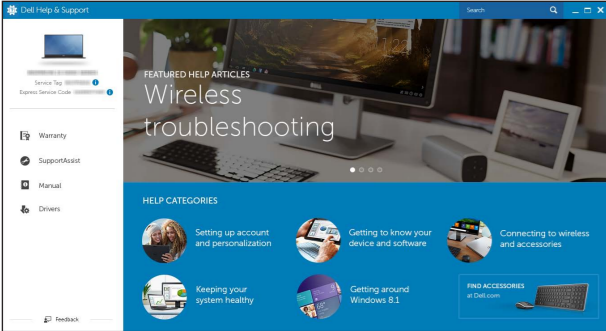 Dell Help & Support
Search
Service Tag
Express Service Code
Warranty
SupportAssist
Manual
Drivers
Feedback
FEATURED HELP ARTICLES
Wireless
troubleshooting
HELP CATEGORIES
Setting up account
and personalization
Getting to know your
device and software
Connecting to wireless
and accessories
Keeping your
system healthy
Getting around
Windows 8.1
FIND ACCESSORIES
at Dell.com